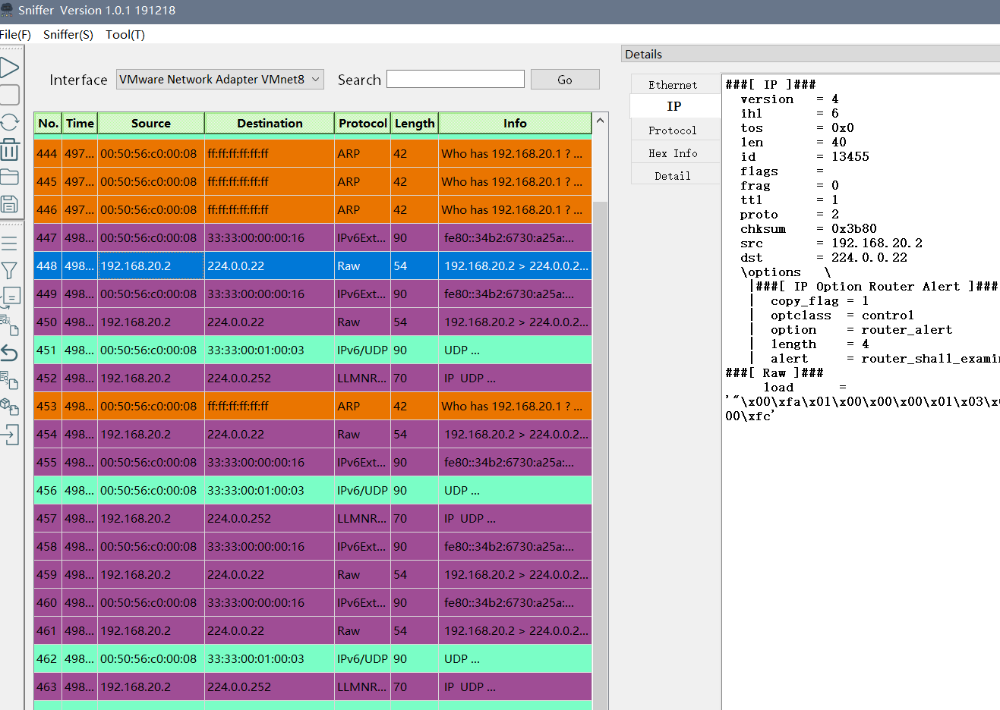 Sniffer Version 1.0.1 191218
File(F) Sniffer(S) Tool(T)
Interface VMware Network Adapter VMnet8 Search Go
No. Time Source Destination Protocol Length Info
444 497... 00:50:56:c0:00:08 ff:ff:ff:ff:ff:ff ARP 42 Who has 192.168.20.1 ? ...
445 497... 00:50:56:c0:00:08 ff:ff:ff:ff:ff:ff ARP 42 Who has 192.168.20.1 ? ...
446 497... 00:50:56:c0:00:08 ff:ff:ff:ff:ff:ff ARP 42 Who has 192.168.20.1 ? ...
447 498... 00:50:56:c0:00:08 33:33:00:00:00:16 IPv6Ext... 90 fe80::34b2:6730:a25a:...
448 498... 192.168.20.2 224.0.0.22 Raw 54 192.168.20.2 > 224.0.0.2...
449 498... 00:50:56:c0:00:08 33:33:00:00:00:16 IPv6Ext... 90 fe80::34b2:6730:a25a:...
450 498... 192.168.20.2 224.0.0.22 Raw 54 192.168.20.2 > 224.0.0.2...
451 498... 00:50:56:c0:00:08 33:33:00:01:00:03 IPv6/UDP 90 UDP ...
452 498... 192.168.20.2 224.0.0.252 LLMNR... 70 IP UDP ...
453 498... 00:50:56:c0:00:08 ff:ff:ff:ff:ff:ff ARP 42 Who has 192.168.20.1 ? ...
454 498... 192.168.20.2 224.0.0.22 Raw 54 192.168.20.2 > 224.0.0.2...
455 498... 00:50:56:c0:00:08 33:33:00:00:00:16 IPv6Ext... 90 fe80::34b2:6730:a25a:...
456 498... 00:50:56:c0:00:08 33:33:00:01:00:03 IPv6/UDP 90 UDP ...
457 498... 192.168.20.2 224.0.0.252 LLMNR... 70 IP UDP ...
458 498... 00:50:56:c0:00:08 33:33:00:00:00:16 IPv6Ext... 90 fe80::34b2:6730:a25a:...
459 498... 192.168.20.2 224.0.0.22 Raw 54 192.168.20.2 > 224.0.0.2...
460 498... 00:50:56:c0:00:08 33:33:00:00:00:16 IPv6Ext... 90 fe80::34b2:6730:a25a:...
461 498... 192.168.20.2 224.0.0.22 Raw 54 192.168.20.2 > 224.0.0.2...
462 498... 00:50:56:c0:00:08 33:33:00:01:00:03 IPv6/UDP 90 UDP ...
463 498... 192.168.20.2 224.0.0.252 LLMNR... 70 IP UDP ...
Details
Ethernet
IP
Protocol
Hex Info
Detail
###[ IP ]###
version = 4
ihl = 6
tos = 0x0
len = 40
id = 13455
flags =
frag = 0
ttl = 1
proto = 2
chksum = 0x3b80
src = 192.168.20.2
dst = 224.0.0.22
\options \
|###[ IP Option Router Alert ]###
| copy_flag = 1
| optclass = control
| option = router_alert
| length = 4
| alert = router_shall_examin
###[ Raw ]###
load =
'"\x00\xfa\x01\x00\x00\x00\x01\x03\x0
00\xfc'